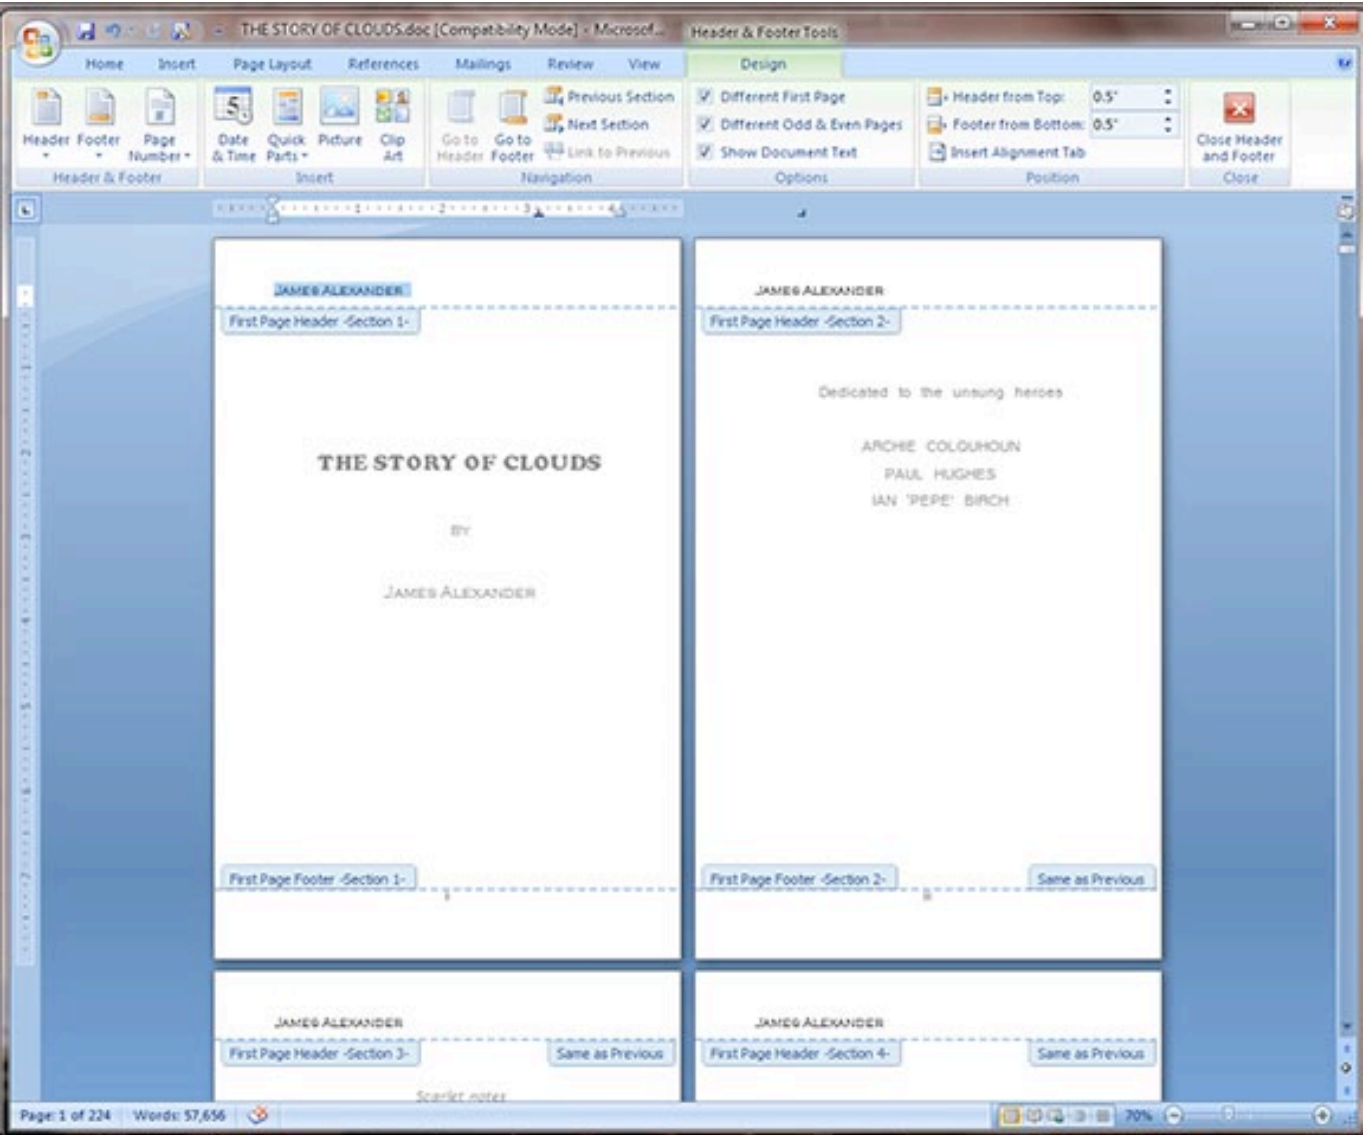 THE STORY OF CLOUDS.doc [Compatibility Mode] - Microsof...
Header & Footer Tools
Home Insert Page Layout References Mailings Review View Design
Header Footer Page Number
Header & Footer
Date & Time Quick Parts Picture Clip Art
Insert
Go to Header Go to Footer
Previous Section
Next Section
Link to Previous
Navigation
Different First Page
Different Odd & Even Pages
Show Document Text
Options
Header from Top: 0.5"
Footer from Bottom: 0.5"
Insert Alignment Tab
Position
Close Header and Footer
Close
JAMES ALEXANDER
First Page Header -Section 1-
THE STORY OF CLOUDS
BY
JAMES ALEXANDER
First Page Footer -Section 1-
JAMES ALEXANDER
First Page Header -Section 2-
Dedicated to the unsung heroes
ARCHIE COLQUHOUN
PAUL HUGHES
IAN 'PEPE' BIRCH
First Page Footer -Section 2-
Same as Previous
JAMES ALEXANDER
First Page Header -Section 3-
Same as Previous
Scarlet notes
JAMES ALEXANDER
First Page Header -Section 4-
Same as Previous
Page: 1 of 224 Words: 57,656 70%